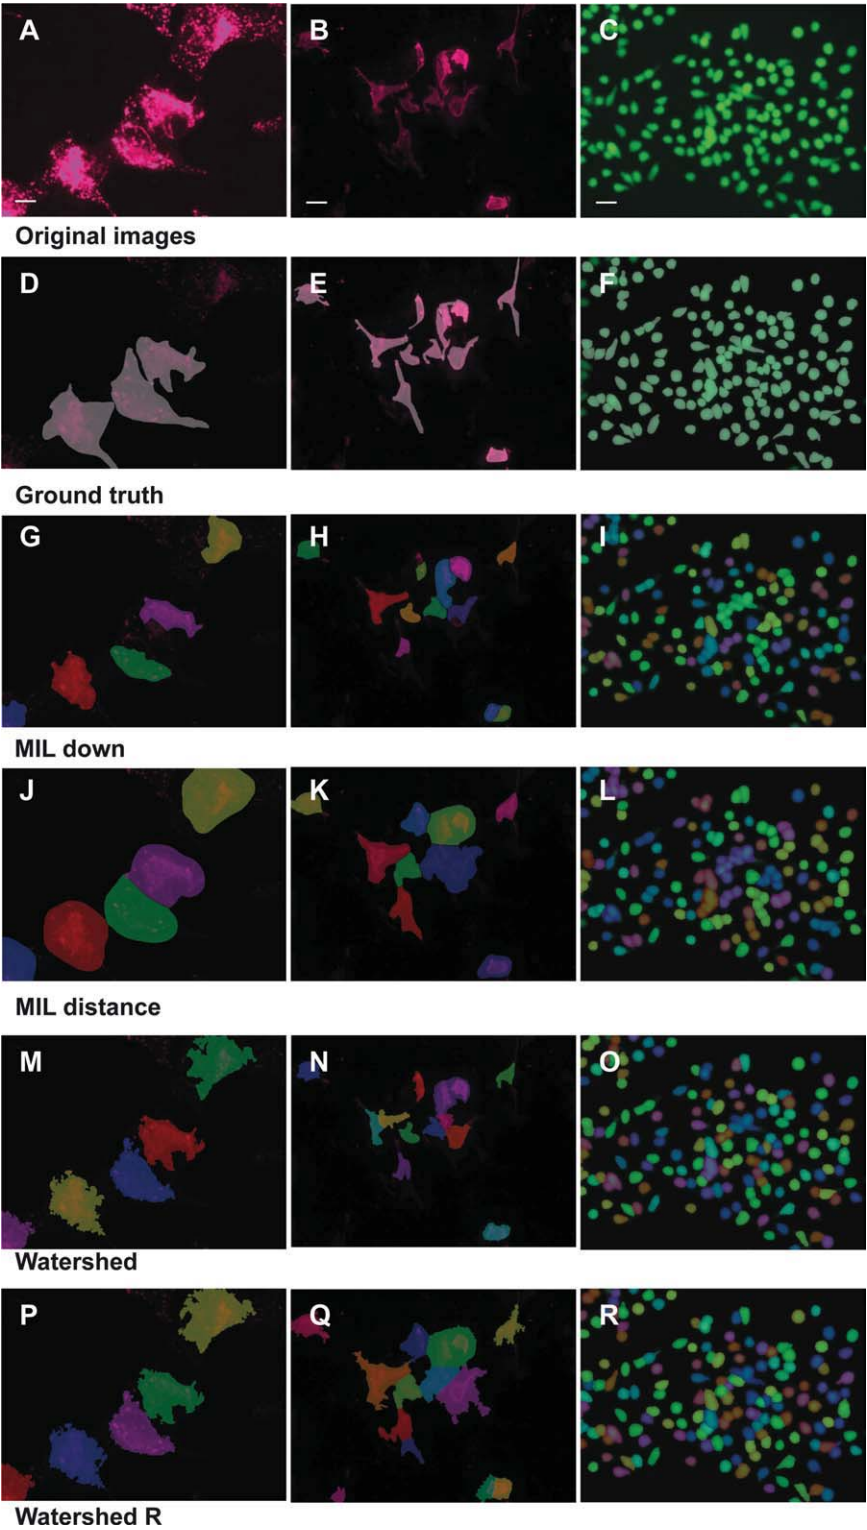 A B C
Original images
D E F
Ground truth
G H I
MIL down
J K L
MIL distance
M N O
Watershed
P Q R
Watershed R